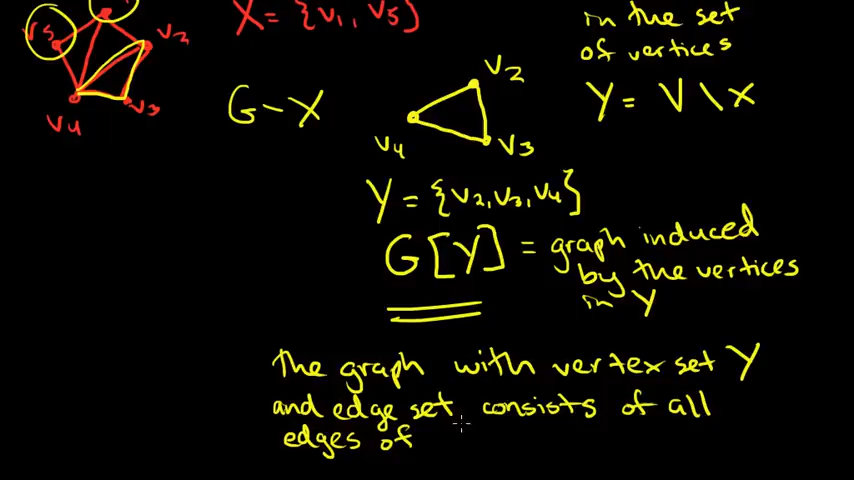 X = {v1, v5}
in the set
of vertices
v5
v2
v3
v4
G-X
v2
v4
v3
Y = V \ X
Y = {v2, v3, v4}
G[Y] = graph induced
by the vertices
in Y
The graph with vertex set Y
and edge set consists of all
edges of